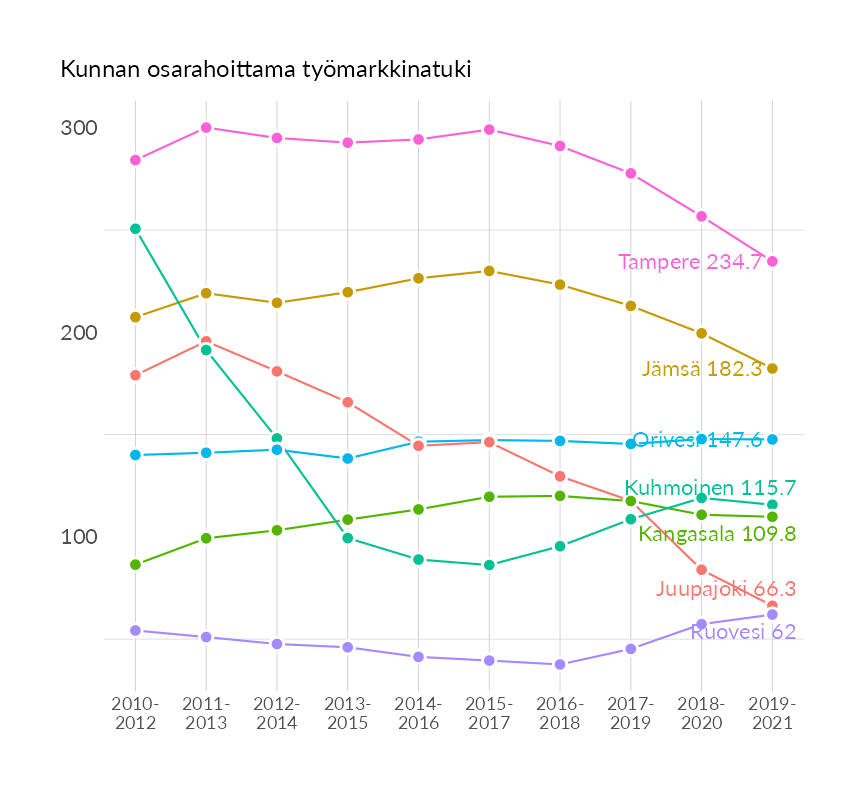 Kunnan osarahoittama työmarkkinatuki
300
200
100
Tampere 234.7
Jämsä 182.3
Orivesi 147.6
Kuhmoinen 115.7
Kangasala 109.8
Juupajoki 66.3
Ruovesi 62
2010-
2012
2011-
2013
2012-
2014
2013-
2015
2014-
2016
2015-
2017
2016-
2018
2017-
2019
2018-
2020
2019-
2021